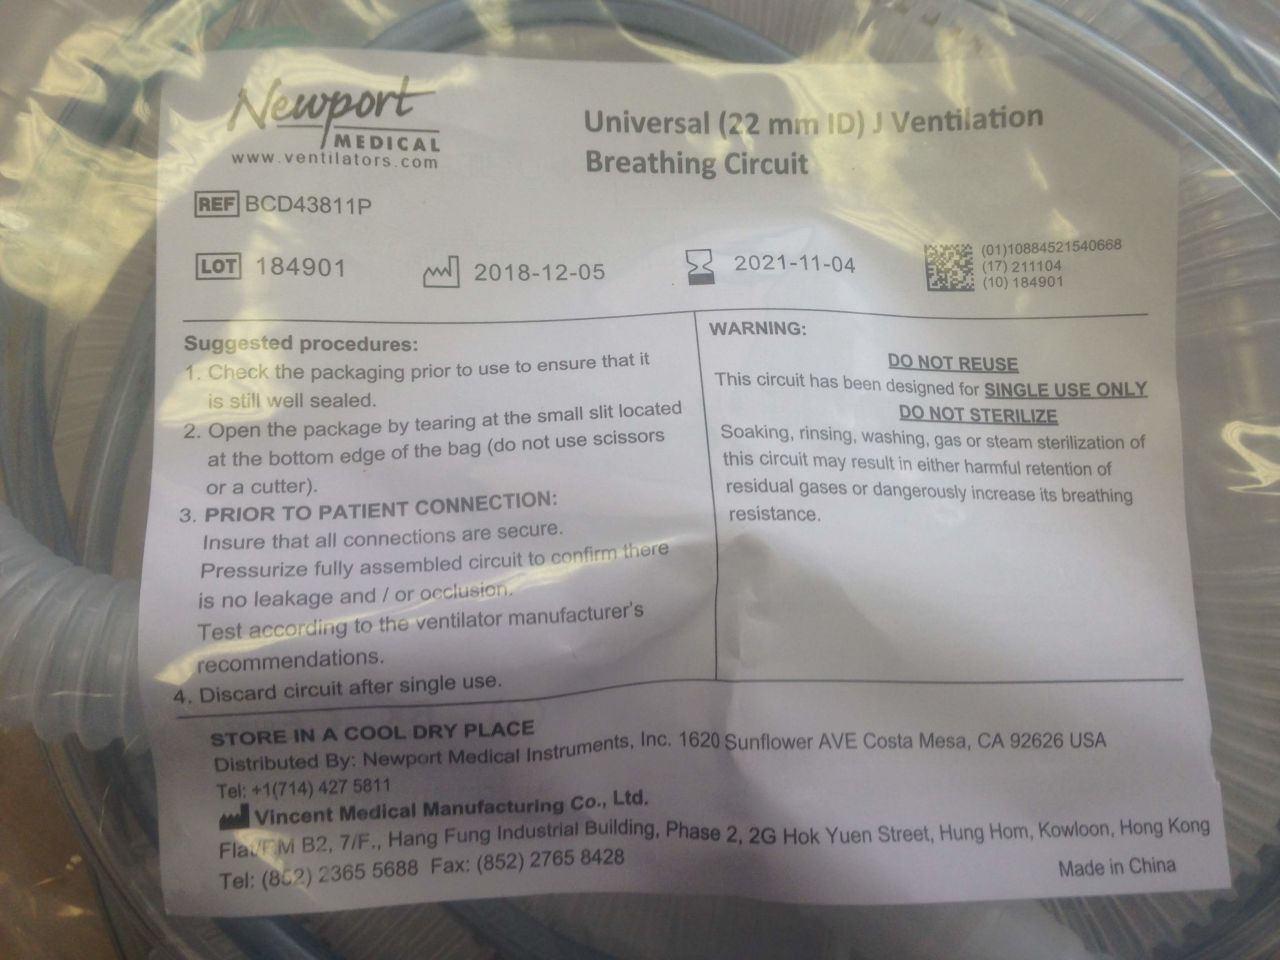 Newport
MEDICAL
www.ventilators.com
Universal (22 mm ID) J Ventilation
Breathing Circuit
REF BCD43811P
LOT 184901
2018-12-05
2021-11-04
(01)10884521540668
(17) 211104
(10) 184901
Suggested procedures:
1. Check the packaging prior to use to ensure that it
is still well sealed.
2. Open the package by tearing at the small slit located
at the bottom edge of the bag (do not use scissors
or a cutter).
3. PRIOR TO PATIENT CONNECTION:
Insure that all connections are secure.
Pressurize fully assembled circuit to confirm there
is no leakage and / or occlusion.
Test according to the ventilator manufacturer's
recommendations.
4. Discard circuit after single use.
WARNING:
DO NOT REUSE
This circuit has been designed for SINGLE USE ONLY
DO NOT STERILIZE
Soaking, rinsing, washing, gas or steam sterilization of
this circuit may result in either harmful retention of
residual gases or dangerously increase its breathing
resistance.
STORE IN A COOL DRY PLACE
Distributed By: Newport Medical Instruments, Inc. 1620 Sunflower AVE Costa Mesa, CA 92626 USA
Tel: +1(714) 427 5811
Vincent Medical Manufacturing Co., Ltd.
Flat/RM B2, 7/F., Hang Fung Industrial Building, Phase 2, 2G Hok Yuen Street, Hung Hom, Kowloon, Hong Kong
Tel: (852) 2365 5688 Fax: (852) 2765 8428
Made in China